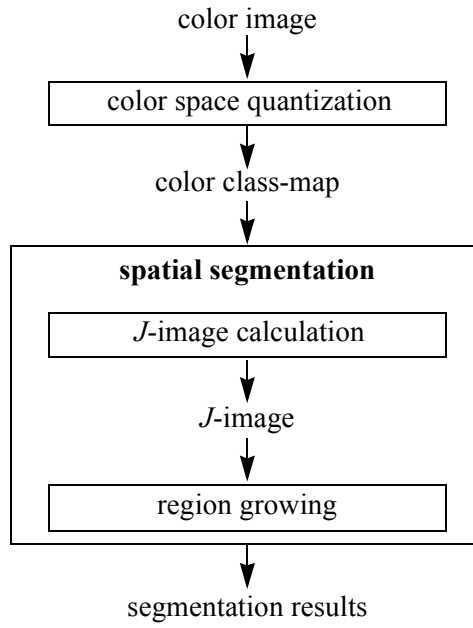 color image
color space quantization
color class-map
spatial segmentation
J-image calculation
J-image
region growing
segmentation results